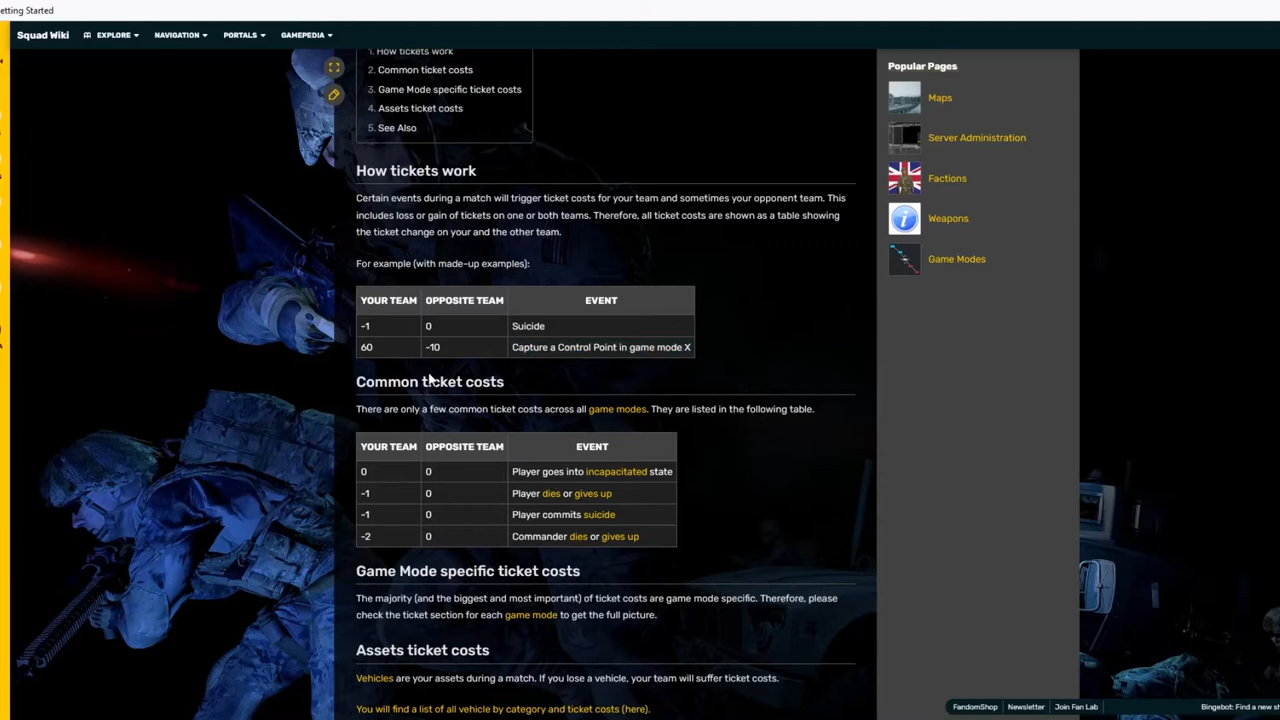 etting Started
Squad Wiki EXPLORE NAVIGATION PORTALS GAMEPEDIA
1. How tickets work
2. Common ticket costs
3. Game Mode specific ticket costs
4. Assets ticket costs
5. See Also
How tickets work
Certain events during a match will trigger ticket costs for your team and sometimes your opponent team. This
includes loss or gain of tickets on one or both teams. Therefore, all ticket costs are shown as a table showing
the ticket change on your and the other team.
For example (with made-up examples):
YOUR TEAM OPPOSITE TEAM EVENT
-1 0 Suicide
60 -10 Capture a Control Point in game mode X
Common ticket costs
There are only a few common ticket costs across all game modes. They are listed in the following table.
YOUR TEAM OPPOSITE TEAM EVENT
0 0 Player goes into incapacitated state
-1 0 Player dies or gives up
-1 0 Player commits suicide
-2 0 Commander dies or gives up
Game Mode specific ticket costs
The majority (and the biggest and most important) of ticket costs are game mode specific. Therefore, please
check the ticket section for each game mode to get the full picture.
Assets ticket costs
Vehicles are your assets during a match. If you lose a vehicle, your team will suffer ticket costs.
You will find a list of all vehicle by category and ticket costs (here).
Popular Pages
Maps
Server Administration
Factions
Weapons
Game Modes
FandomShop Newsletter Join Fan Lab Bingebot: Find a new sh